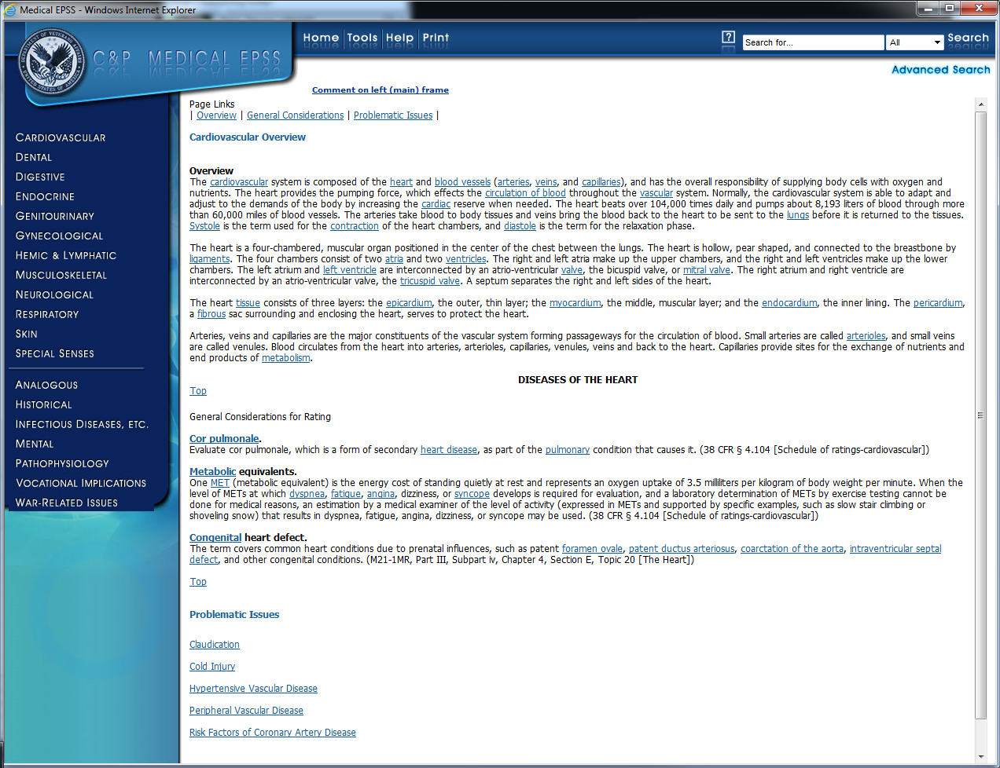 Medical EPSS - Windows Internet Explorer
DEPARTMENT OF VETERANS AFFAIRS
UNITED STATES OF AMERICA
C&P MEDICAL EPSS
Home Tools Help Print
? Search for... All Search
Advanced Search
Comment on left (main) frame
CARDIOVASCULAR
DENTAL
DIGESTIVE
ENDOCRINE
GENITOURINARY
GYNECOLOGICAL
HEMIC & LYMPHATIC
MUSCULOSKELETAL
NEUROLOGICAL
RESPIRATORY
SKIN
SPECIAL SENSES
ANALOGOUS
HISTORICAL
INFECTIOUS DISEASES, ETC.
MENTAL
PATHOPHYSIOLOGY
VOCATIONAL IMPLICATIONS
WAR-RELATED ISSUES
Page Links
| Overview | General Considerations | Problematic Issues |
Cardiovascular Overview
Overview
The cardiovascular system is composed of the heart and blood vessels (arteries, veins, and capillaries), and has the overall responsibility of supplying body cells with oxygen and
nutrients. The heart provides the pumping force, which effects the circulation of blood throughout the vascular system. Normally, the cardiovascular system is able to adapt and
adjust to the demands of the body by increasing the cardiac reserve when needed. The heart beats over 104,000 times daily and pumps about 8,193 liters of blood through more
than 60,000 miles of blood vessels. The arteries take blood to body tissues and veins bring the blood back to the heart to be sent to the lungs before it is returned to the tissues.
Systole is the term used for the contraction of the heart chambers, and diastole is the term for the relaxation phase.
The heart is a four-chambered, muscular organ positioned in the center of the chest between the lungs. The heart is hollow, pear shaped, and connected to the breastbone by
ligaments. The four chambers consist of two atria and two ventricles. The right and left atria make up the upper chambers, and the right and left ventricles make up the lower
chambers. The left atrium and left ventricle are interconnected by an atrio-ventricular valve, the bicuspid valve, or mitral valve. The right atrium and right ventricle are
interconnected by an atrio-ventricular valve, the tricuspid valve. A septum separates the right and left sides of the heart.
The heart tissue consists of three layers: the epicardium, the outer, thin layer; the myocardium, the middle, muscular layer; and the endocardium, the inner lining. The pericardium,
a fibrous sac surrounding and enclosing the heart, serves to protect the heart.
Arteries, veins and capillaries are the major constituents of the vascular system forming passageways for the circulation of blood. Small arteries are called arterioles, and small veins
are called venules. Blood circulates from the heart into arteries, arterioles, capillaries, venules, veins and back to the heart. Capillaries provide sites for the exchange of nutrients and
end products of metabolism.
DISEASES OF THE HEART
Top
General Considerations for Rating
Cor pulmonale.
Evaluate cor pulmonale, which is a form of secondary heart disease, as part of the pulmonary condition that causes it. (38 CFR § 4.104 [Schedule of ratings-cardiovascular])
Metabolic equivalents.
One MET (metabolic equivalent) is the energy cost of standing quietly at rest and represents an oxygen uptake of 3.5 milliliters per kilogram of body weight per minute. When the
level of METs at which dyspnea, fatigue, angina, dizziness, or syncope develops is required for evaluation, and a laboratory determination of METs by exercise testing cannot be
done for medical reasons, an estimation by a medical examiner of the level of activity (expressed in METs and supported by specific examples, such as slow stair climbing or
shoveling snow) that results in dyspnea, fatigue, angina, dizziness, or syncope may be used. (38 CFR § 4.104 [Schedule of ratings-cardiovascular])
Congenital heart defect.
The term covers common heart conditions due to prenatal influences, such as patent foramen ovale, patent ductus arteriosus, coarctation of the aorta, intraventricular septal
defect, and other congenital conditions. (M21-1MR, Part III, Subpart iv, Chapter 4, Section E, Topic 20 [The Heart])
Top
Problematic Issues
Claudication
Cold Injury
Hypertensive Vascular Disease
Peripheral Vascular Disease
Risk Factors of Coronary Artery Disease